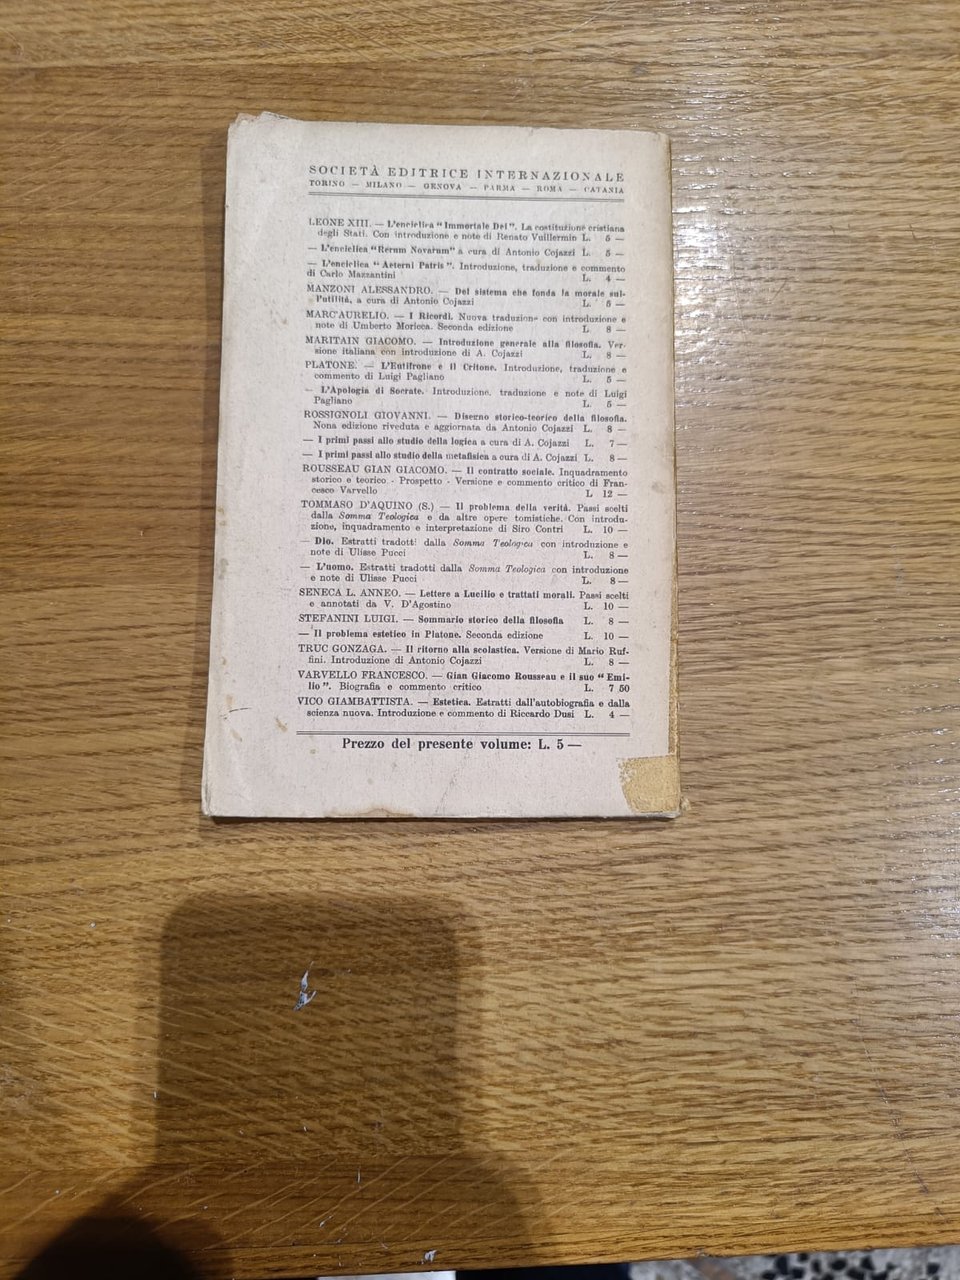 SOCIETÀ EDITRICE INTERNAZIONALE
TORINO — MILANO — GENOVA — PARMA — ROMA — CATANIA
LEONE XIII. — L'enciclica "Immortale Dei". La costituzione cristiana
degli Stati. Con introduzione e note di Renato Vuillermin L. 5 —
— L'enciclica "Rerum Novarum" a cura di Antonio Cojazzi L. 5 —
— L'enciclica "Aeterni Patris". Introduzione, traduzione e commento
di Carlo Mazzantini L. 4 —
MANZONI ALESSANDRO. — Del sistema che fonda la morale sul-
l'utilità, a cura di Antonio Cojazzi L. 5 —
MARC'AURELIO. — I Ricordi. Nuova traduzione con introduzione e
note di Umberto Moricca. Seconda edizione L. 8 —
MARITAIN GIACOMO. — Introduzione generale alla filosofia. Ver-
sione italiana con introduzione di A. Cojazzi L. 8 —
PLATONE. — L'Eutifrone e il Critone. Introduzione, traduzione e
commento di Luigi Pagliano L. 5 —
— L'Apologia di Socrate. Introduzione, traduzione e note di Luigi
Pagliano L. 5 —
ROSSIGNOLI GIOVANNI. — Disegno storico-teorico della filosofia.
Nona edizione riveduta e aggiornata da Antonio Cojazzi L. 8 —
— I primi passi allo studio della logica a cura di A. Cojazzi L. 7 —
— I primi passi allo studio della metafisica a cura di A. Cojazzi L. 8 —
ROUSSEAU GIAN GIACOMO. — Il contratto sociale. Inquadramento
storico e teorico - Prospetto - Versione e commento critico di Fran-
cesco Varvello L 12 —
TOMMASO D'AQUINO (S.) — Il problema della verità. Passi scelti
dalla Somma Teologica e da altre opere tomistiche. Con introdu-
zione, inquadramento e interpretazione di Siro Contri L. 10 —
— Dio. Estratti tradotti dalla Somma Teologica con introduzione e
note di Ulisse Pucci L. 8 —
— L'uomo. Estratti tradotti dalla Somma Teologica con introduzione
e note di Ulisse Pucci L. 8 —
SENECA L. ANNEO. — Lettere a Lucilio e trattati morali. Passi scelti
e annotati da V. D'Agostino L. 10 —
STEFANINI LUIGI. — Sommario storico della filosofia L. 8 —
— Il problema estetico in Platone. Seconda edizione L. 10 —
TRUC GONZAGA. — Il ritorno alla scolastica. Versione di Mario Ruf-
fini. Introduzione di Antonio Cojazzi L. 8 —
VARVELLO FRANCESCO. — Gian Giacomo Rousseau e il suo "Emi-
lio". Biografia e commento critico L. 7 50
VICO GIAMBATTISTA. — Estetica. Estratti dall'autobiografia e dalla
scienza nuova. Introduzione e commento di Riccardo Dusi L. 4 —
Prezzo del presente volume: L. 5 —